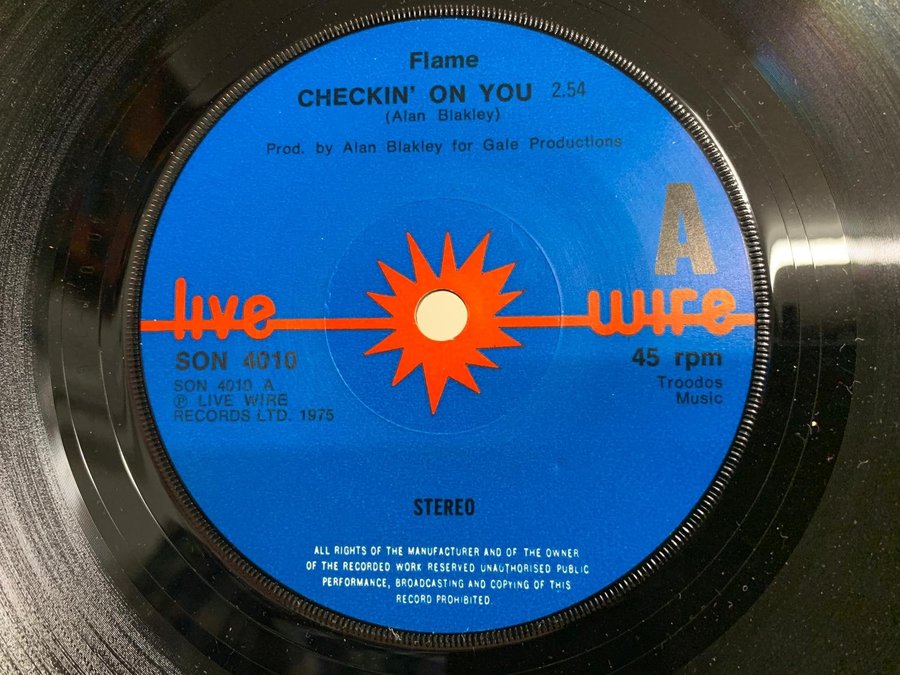 Flame
CHECKIN' ON YOU 2.54
(Alan Blakley)
Prod. by Alan Blakley for Gale Productions
A
live wire
SON 4010
SON 4010 A
℗ LIVE WIRE
RECORDS LTD. 1975
45 rpm
Troodos
Music
STEREO
ALL RIGHTS OF THE MANUFACTURER AND OF THE OWNER
OF THE RECORDED WORK RESERVED UNAUTHORISED PUBLIC
PERFORMANCE, BROADCASTING AND COPYING OF THIS
RECORD PROHIBITED.